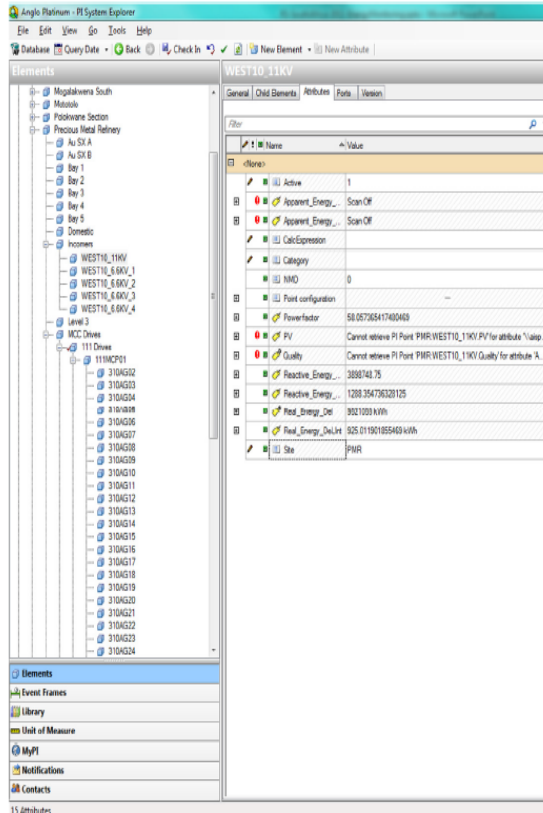 Anglo Platinum - PI System Explorer
File Edit View Go Tools Help
Database Query Date Back Check In New Element New Attribute
Elements
Mogalakwena South
Mototolo
Polokwane Section
Precious Metal Refinery
Au SX A
Au SX B
Bay 1
Bay 2
Bay 3
Bay 4
Bay 5
Domestic
Incomers
WEST10_11KV
WEST10_6.6KV_1
WEST10_6.6KV_2
WEST10_6.6KV_3
WEST10_6.6KV_4
Level 3
MCC Drives
111 Drives
111MCP01
310AG02
310AG03
310AG04
310AG05
310AG06
310AG07
310AG08
310AG09
310AG10
310AG11
310AG12
310AG13
310AG14
310AG15
310AG16
310AG17
310AG18
310AG19
310AG20
310AG21
310AG22
310AG23
310AG24
Elements
Event Frames
Library
Unit of Measure
MyPI
Notifications
Contacts
15 Attributes
WEST10_11KV
General Child Elements Attributes Ports Version
Filter
Name Value
<None>
Active 1
Apparent_Energy_... Scan Off
Apparent_Energy_... Scan Off
CalcExpression
Category
NMD 0
Point configuration
Powerfactor 58.057365417480469
PV Cannot retrieve PI Point 'PMR:WEST10_11KV.PV' for attribute
Quality Cannot retrieve PI Point 'PMR:WEST10_11KV.Quality' for attribute 'A...
Reactive_Energy_... 3898748.75
Reactive_Energy_... 1288.354736328125
Real_Energy_Del 9921093 kWh
Real_Energy_DelInt 925.011901855469 kWh
Site PMR